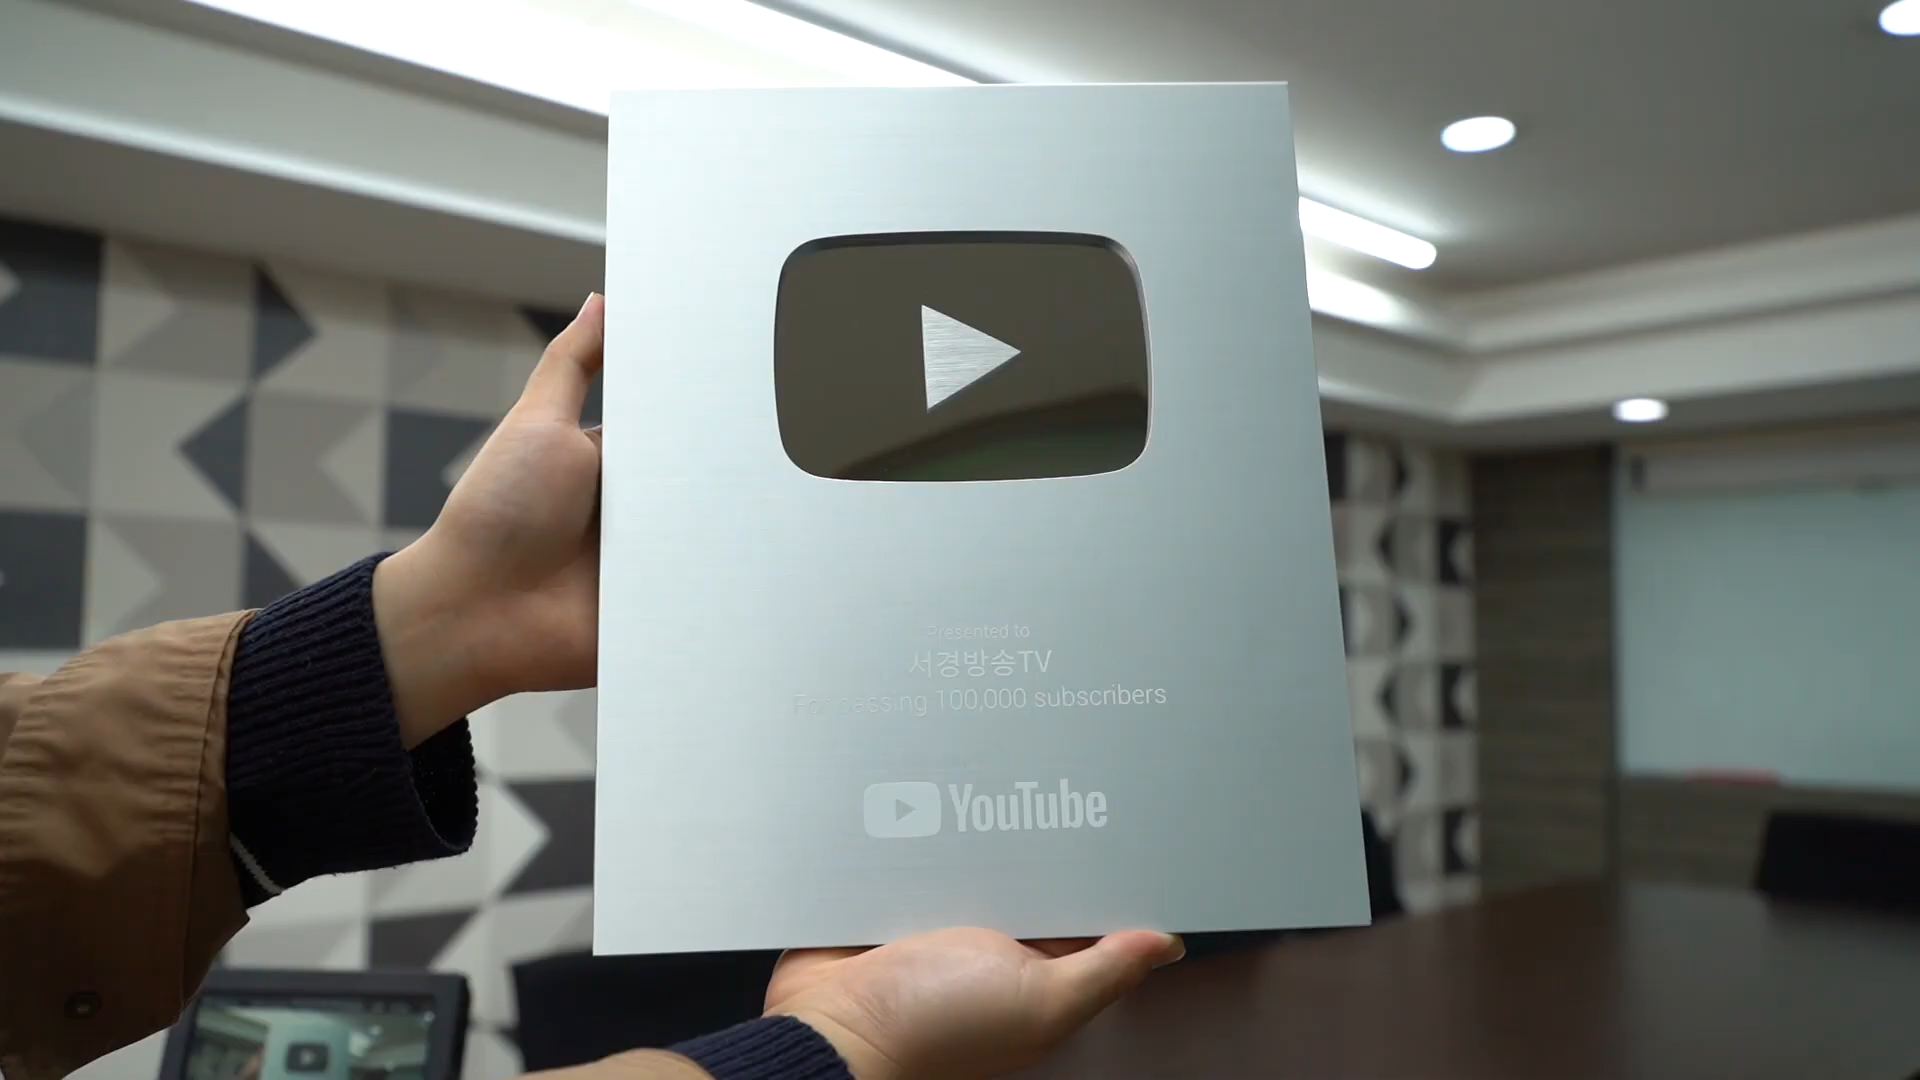 Presented to
서경방송TV
For passing 100,000 subscribers
YouTube